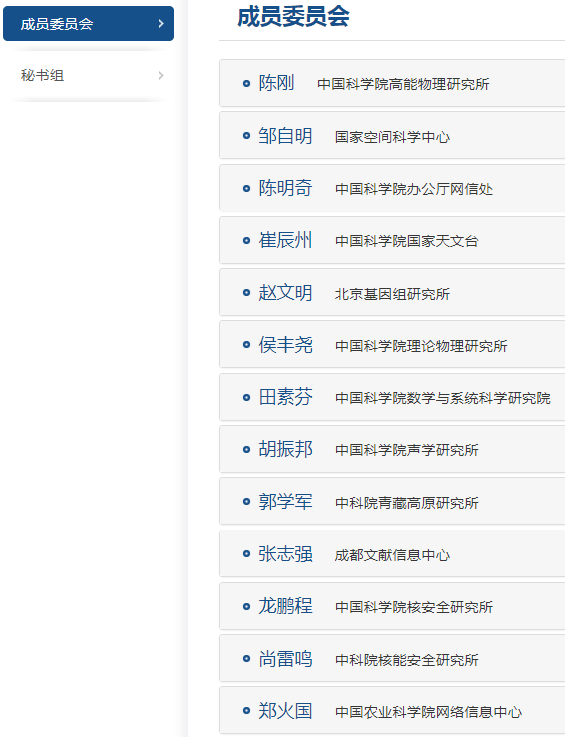 成员委员会
秘书组
成员委员会
陈刚 中国科学院高能物理研究所
邹自明 国家空间科学中心
陈明奇 中国科学院办公厅网信处
崔辰州 中国科学院国家天文台
赵文明 北京基因组研究所
侯丰尧 中国科学院理论物理研究所
田素芬 中国科学院数学与系统科学研究院
胡振邦 中国科学院声学研究所
郭学军 中科院青藏高原研究所
张志强 成都文献信息中心
龙鹏程 中国科学院核安全研究所
尚雷鸣 中科院核能安全研究所
郑火国 中国农业科学院网络信息中心